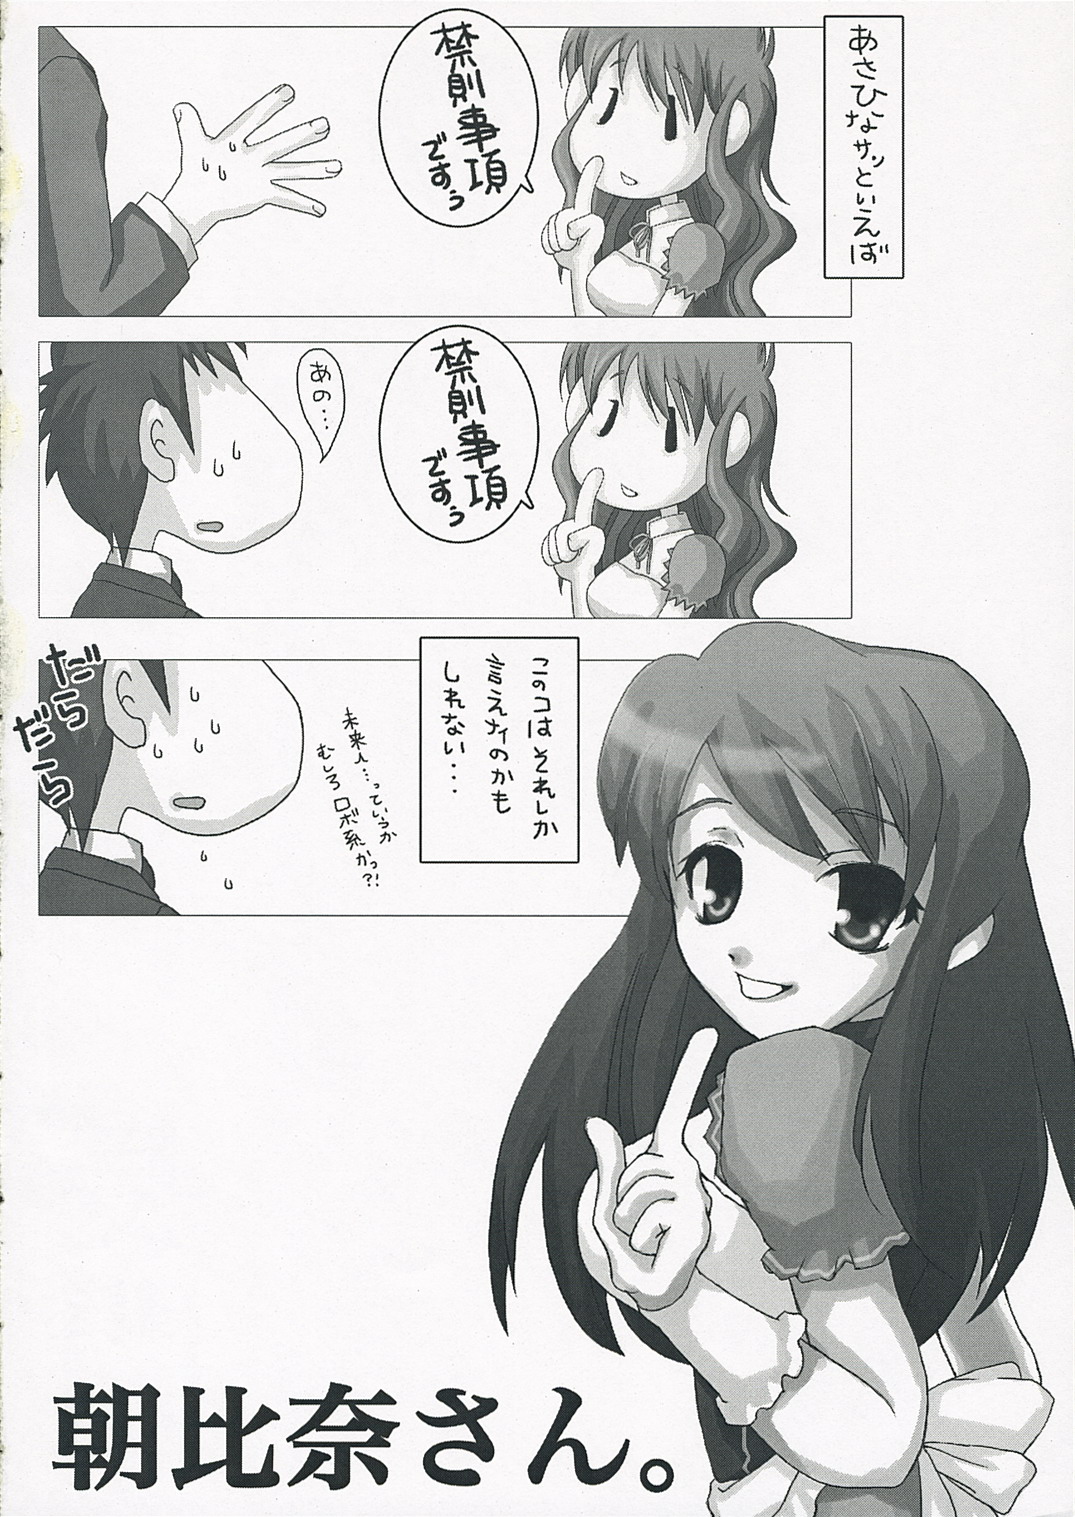 あさひなサンといえば
禁則事項
ですぅ
あの…
禁則事項
ですぅ
このコはそれしか
言えナイのかも
しれない・・・
未来人…っていうか
むしろロボ系かっ?!
だら
だら
朝比奈さん。